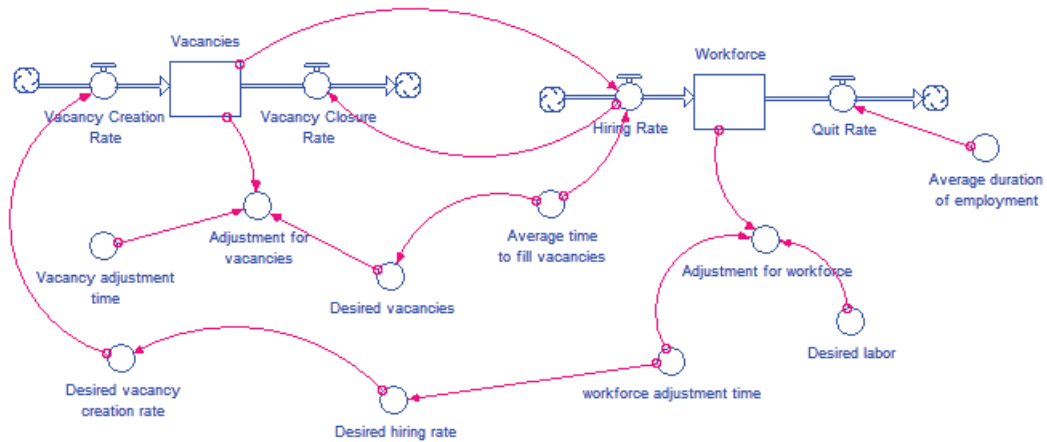 Vacancies
Workforce
Vacancy Creation
Rate
Vacancy Closure
Rate
Hiring Rate
Quit Rate
Average duration
of employment
Adjustment for
vacancies
Average time
to fill vacancies
Vacancy adjustment
time
Desired vacancies
Adjustment for workforce
Desired labor
Desired vacancy
creation rate
workforce adjustment time
Desired hiring rate